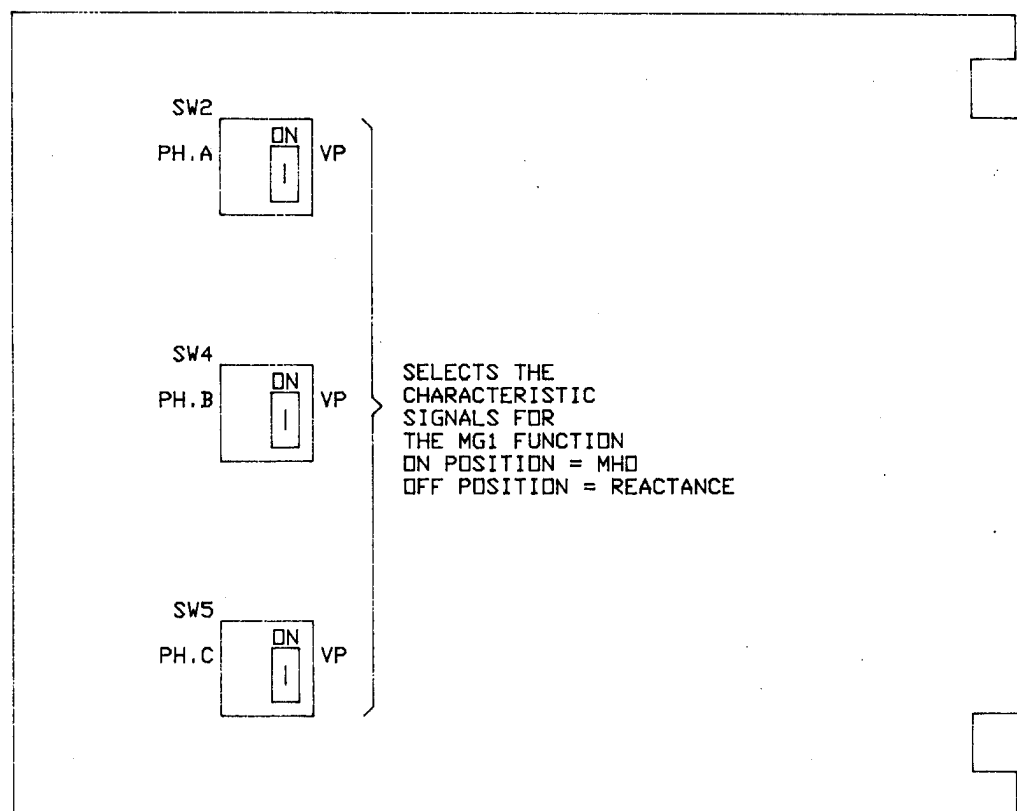 SW2
ON
PH.A
VP
SW4
ON
PH.B
VP
SELECTS THE
CHARACTERISTIC
SIGNALS FOR
THE MG1 FUNCTION
ON POSITION = MHO
OFF POSITION = REACTANCE
SW5
ON
PH.C
VP